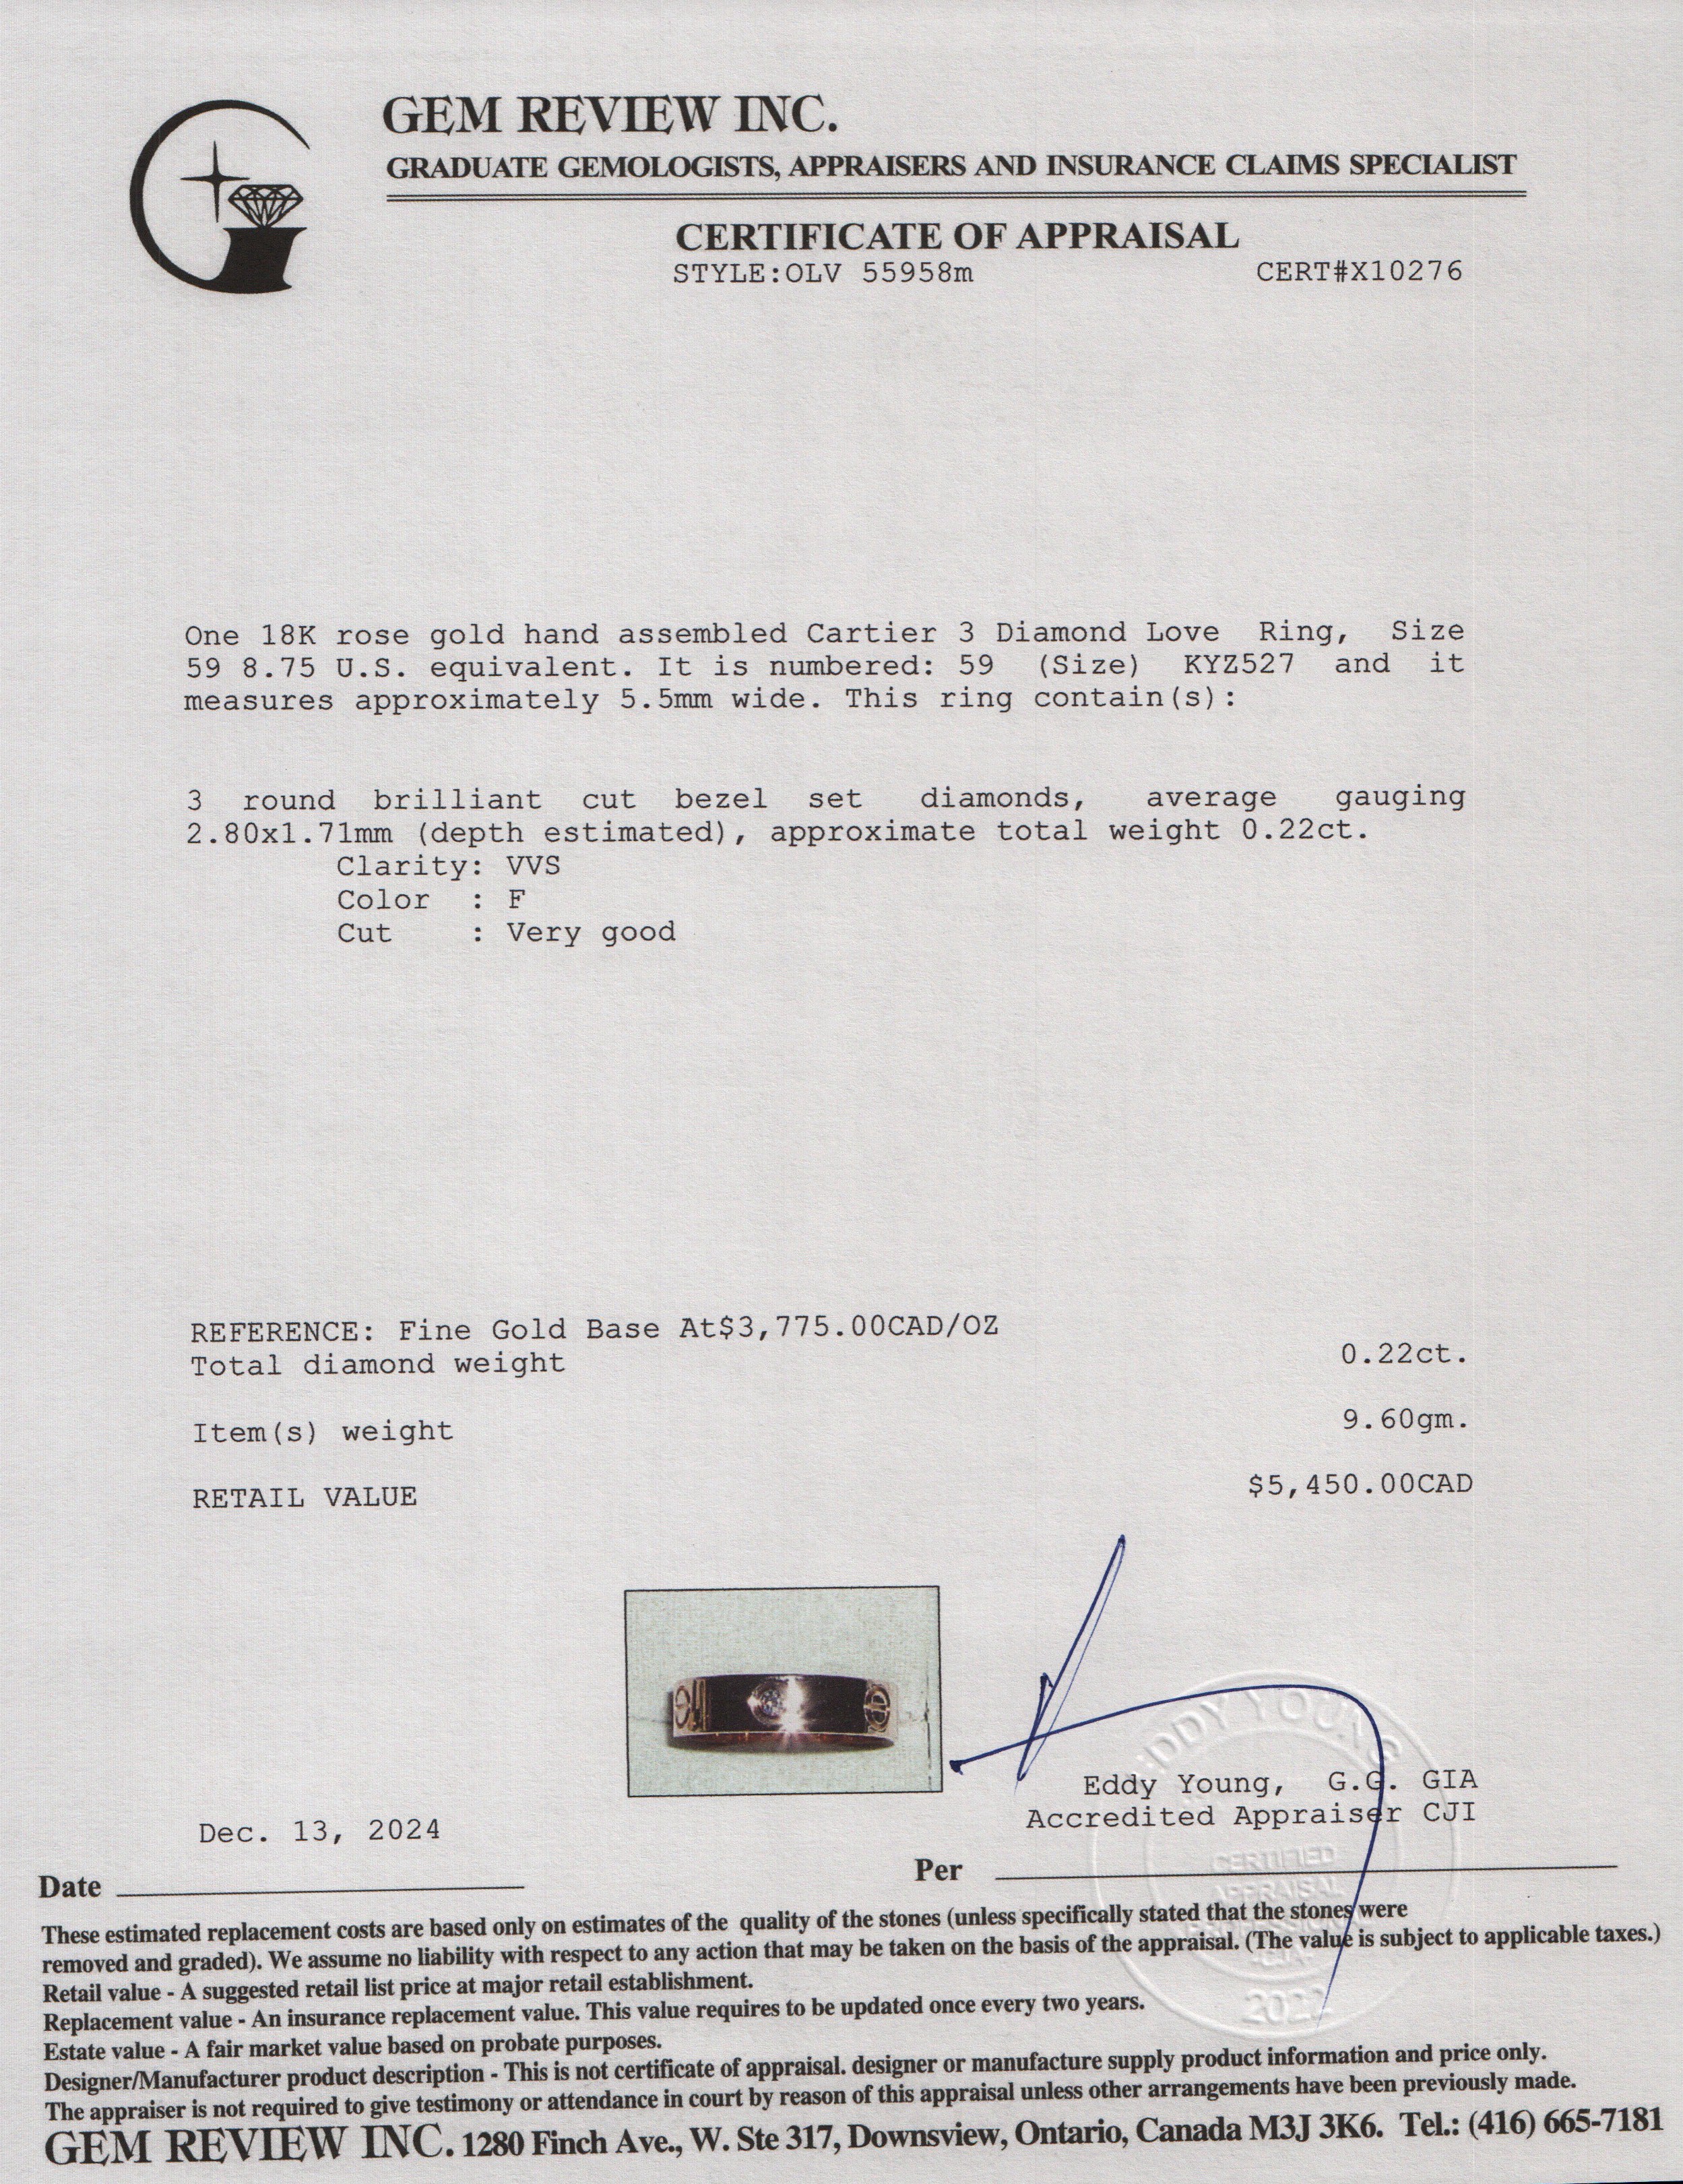 GEM REVIEW INC.
GRADUATE GEMOLOGISTS, APPRAISERS AND INSURANCE CLAIMS SPECIALIST
CERTIFICATE OF APPRAISAL
STYLE:OLV 55958m CERT#X10276
One 18K rose gold hand assembled Cartier 3 Diamond Love Ring, Size
59 8.75 U.S. equivalent. It is numbered: 59 (Size) KYZ527 and it
measures approximately 5.5mm wide. This ring contain(s):
3 round brilliant cut bezel set diamonds, average gauging
2.80x1.71mm (depth estimated), approximate total weight 0.22ct.
Clarity: VVS
Color : F
Cut : Very good
REFERENCE: Fine Gold Base At$3,775.00CAD/OZ
Total diamond weight 0.22ct.
Item(s) weight 9.60gm.
RETAIL VALUE $5,450.00CAD
EDDY YOUNG
Eddy Young, G.G. GIA
Accredited Appraiser CJI
Dec. 13, 2024
CERTIFIED
APPRAISAL
Date Per
These estimated replacement costs are based only on estimates of the quality of the stones (unless specifically stated that the stones were
removed and graded). We assume no liability with respect to any action that may be taken on the basis of the appraisal. (The value is subject to applicable taxes.)
Retail value - A suggested retail list price at major retail establishment.
Replacement value - An insurance replacement value. This value requires to be updated once every two years.
Estate value - A fair market value based on probate purposes.
Designer/Manufacturer product description - This is not certificate of appraisal. designer or manufacture supply product information and price only.
The appraiser is not required to give testimony or attendance in court by reason of this appraisal unless other arrangements have been previously made.
GEM REVIEW INC. 1280 Finch Ave., W. Ste 317, Downsview, Ontario, Canada M3J 3K6. Tel.: (416) 665-7181